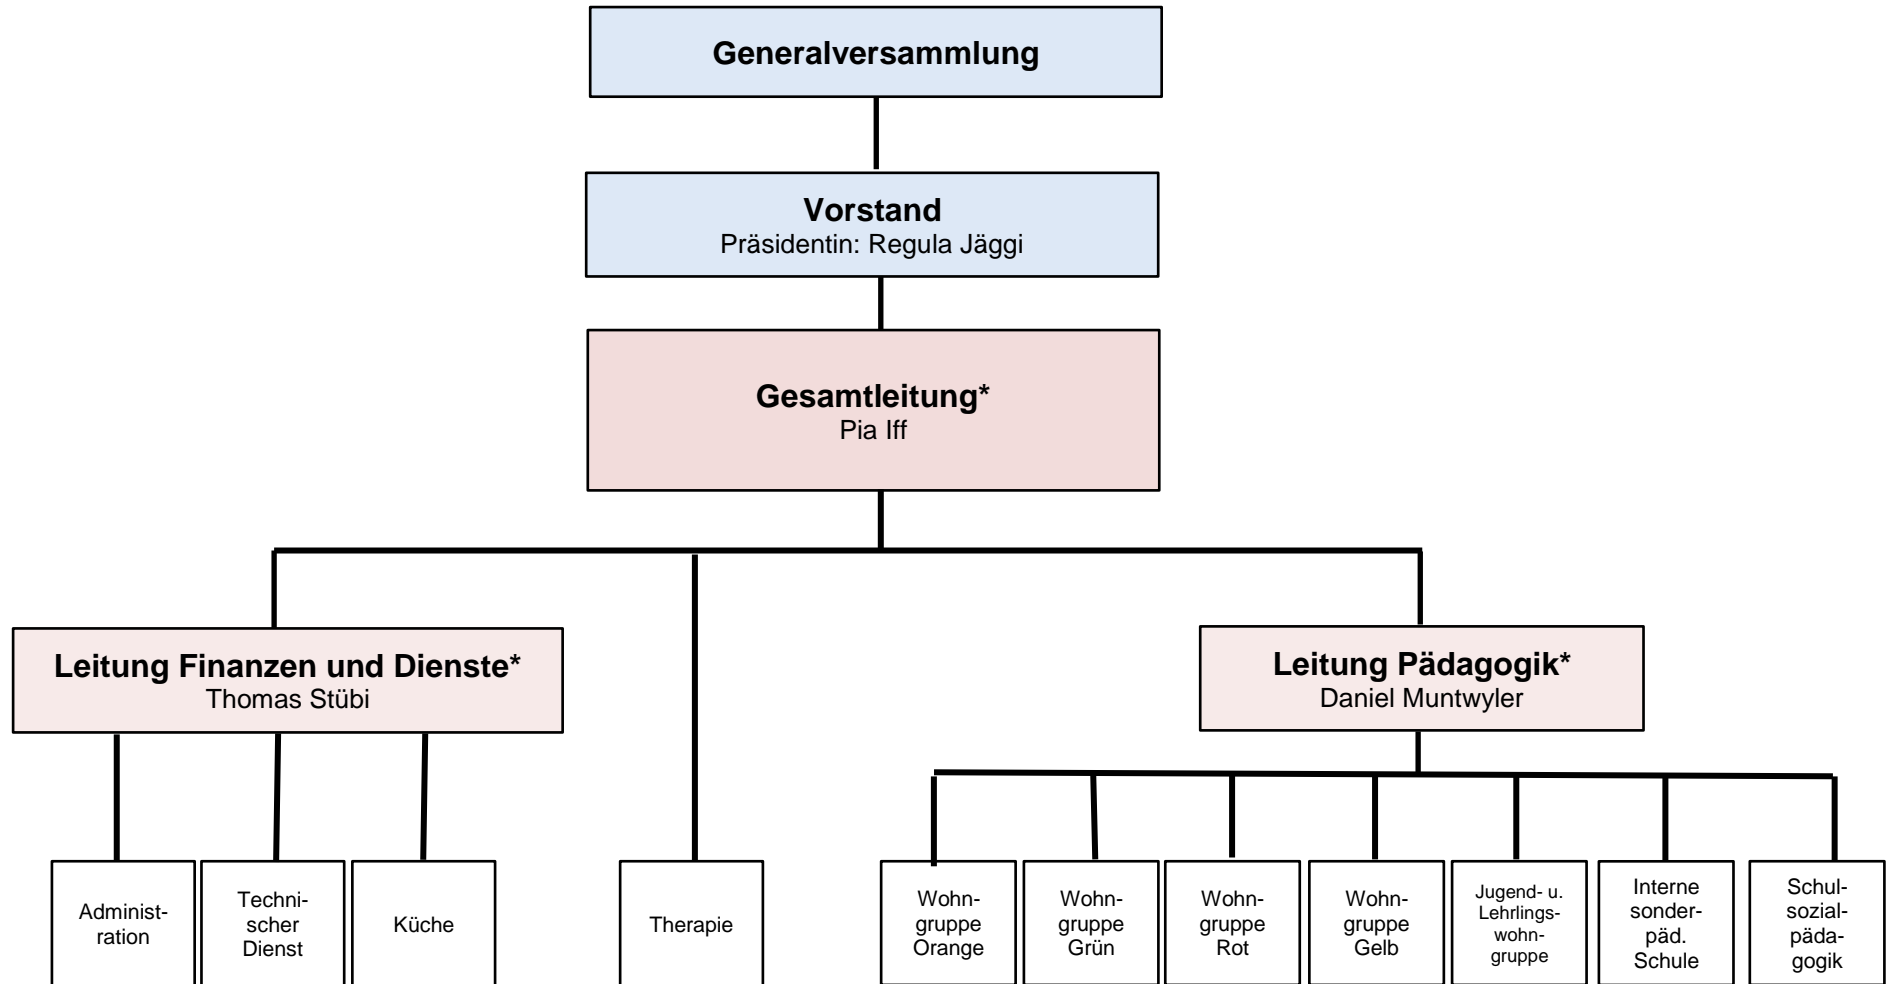 Generalversammlung
Vorstand
Präsidentin: Regula Jäggi
Gesamtleitung*
Pia Iff
Leitung Finanzen und Dienste*
Thomas Stübi
Leitung Pädagogik*
Daniel Muntwyler
Administ-
ration
Techni-
scher
Dienst
Küche
Therapie
Wohn-
gruppe
Orange
Wohn-
gruppe
Grün
Wohn-
gruppe
Rot
Wohn-
gruppe
Gelb
Jugend- u.
Lehrlings-
wohn-
gruppe
Interne
sonder-
päd.
Schule
Schul-
sozial-
päda-
gogik